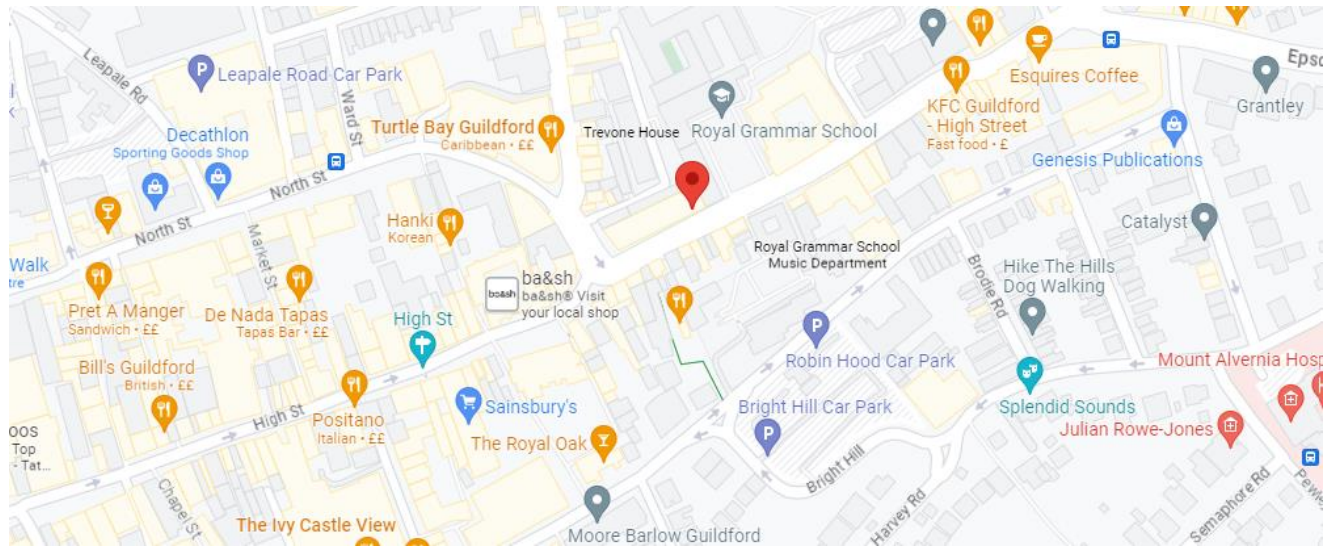 Leapale Rd
Leapale Road Car Park
Ward St
Decathlon
Sporting Goods Shop
Turtle Bay Guildford
Caribbean • ££
Trevone House
Royal Grammar School
KFC Guildford
- High Street
Fast food • £
Esquires Coffee
Grantley
Genesis Publications
North St
North St
Market St
Hanki
Korean
Royal Grammar School
Music Department
Catalyst
Brodie Rd
Hike The Hills
Dog Walking
Walk
Pret A Manger
Sandwich • ££
De Nada Tapas
Tapas Bar • ££
ba&sh
ba&sh
ba&sh® Visit
your local shop
High St
Bill's Guildford
British • ££
Robin Hood Car Park
Mount Alvernia Hosp
High St
Positano
Italian • ££
Sainsbury's
Bright Hill Car Park
Splendid Sounds
Julian Rowe-Jones
The Royal Oak
oos
Top
- Tat...
Chapel St
Bright Hill
Harvey Rd
Semaphore Rd
The Ivy Castle View
Moore Barlow Guildford
P
P
P